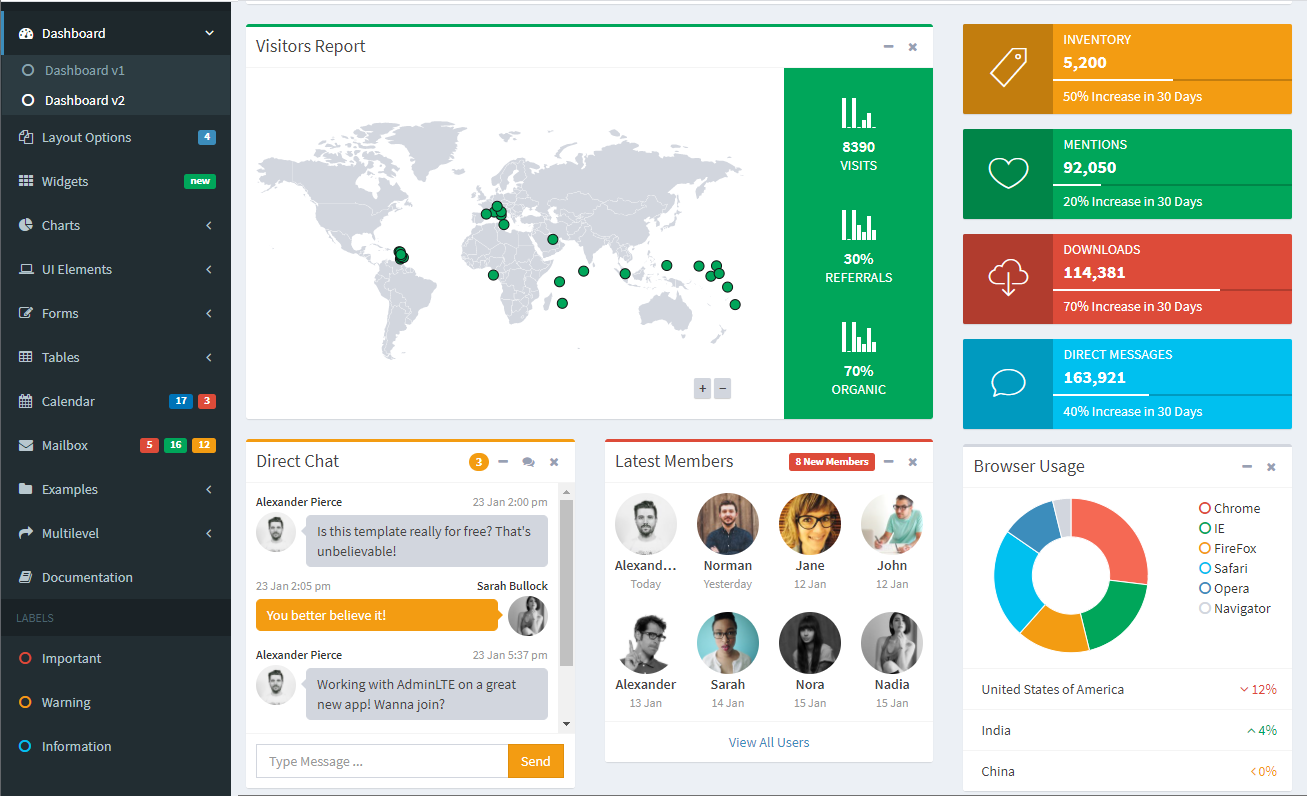 Dashboard
Dashboard v1
Dashboard v2
Layout Options 4
Widgets new
Charts
UI Elements
Forms
Tables
Calendar 17 3
Mailbox 5 16 12
Examples
Multilevel
Documentation
LABELS
Important
Warning
Information
Visitors Report
8390
VISITS
30%
REFERRALS
70%
ORGANIC
+ −
INVENTORY
5,200
50% Increase in 30 Days
MENTIONS
92,050
20% Increase in 30 Days
DOWNLOADS
114,381
70% Increase in 30 Days
DIRECT MESSAGES
163,921
40% Increase in 30 Days
Direct Chat 3
Alexander Pierce 23 Jan 2:00 pm
Is this template really for free? That's
unbelievable!
23 Jan 2:05 pm Sarah Bullock
You better believe it!
Alexander Pierce 23 Jan 5:37 pm
Working with AdminLTE on a great
new app! Wanna join?
Type Message ... Send
Latest Members 8 New Members
Alexand... Norman Jane John
Today Yesterday 12 Jan 12 Jan
Alexander Sarah Nora Nadia
13 Jan 14 Jan 15 Jan 15 Jan
View All Users
Browser Usage
Chrome
IE
FireFox
Safari
Opera
Navigator
United States of America 12%
India 4%
China 0%